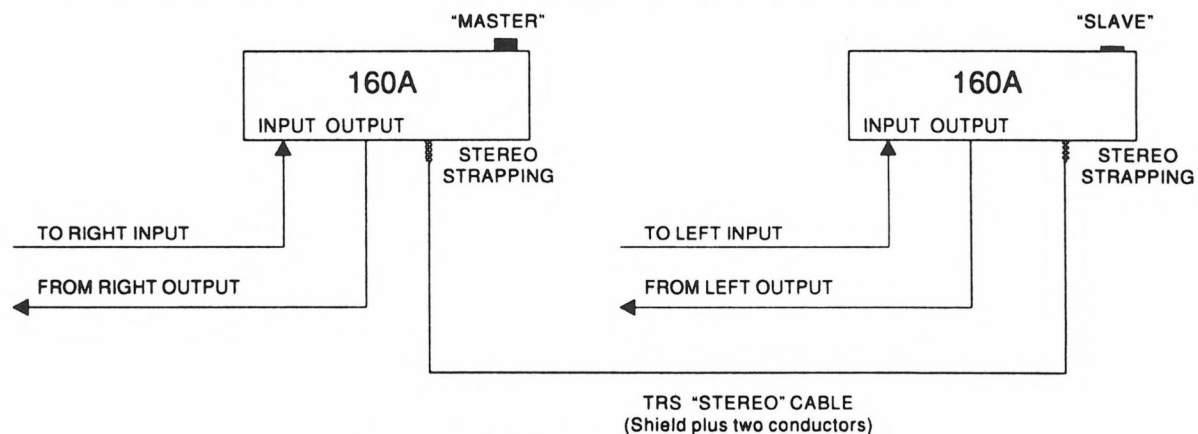 "MASTER"
160A
INPUT OUTPUT
STEREO
STRAPPING
TO RIGHT INPUT
FROM RIGHT OUTPUT
"SLAVE"
160A
INPUT OUTPUT
STEREO
STRAPPING
TO LEFT INPUT
FROM LEFT OUTPUT
TRS "STEREO" CABLE
(Shield plus two conductors)